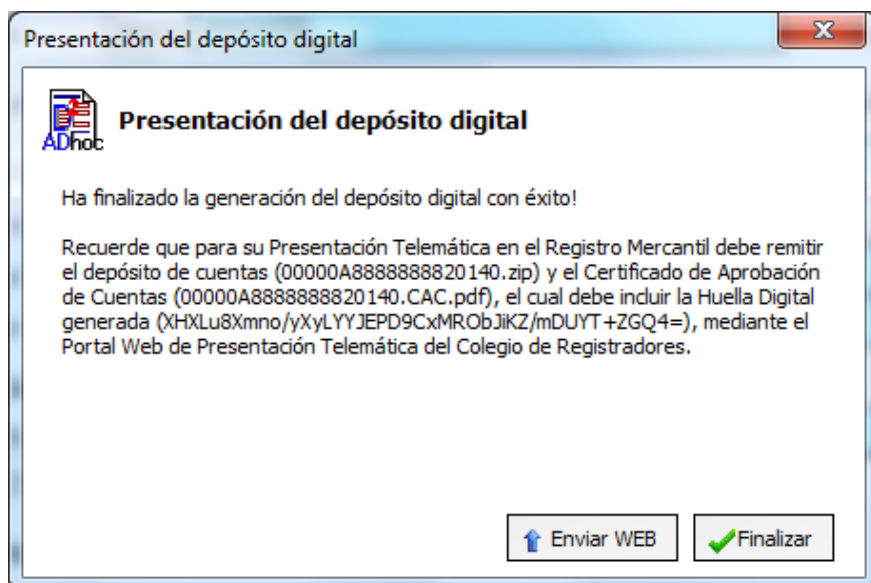 Presentación del depósito digital
ADhoc
Presentación del depósito digital
Ha finalizado la generación del depósito digital con éxito!
Recuerde que para su Presentación Telemática en el Registro Mercantil debe remitir
el depósito de cuentas (00000A8888888820140.zip) y el Certificado de Aprobación
de Cuentas (00000A8888888820140.CAC.pdf), el cual debe incluir la Huella Digital
generada (XHXLu8Xmno/yXyLYYJEPD9CxMRObJiKZ/mDUYT+ZGQ4=), mediante el
Portal Web de Presentación Telemática del Colegio de Registradores.
Enviar WEB
Finalizar